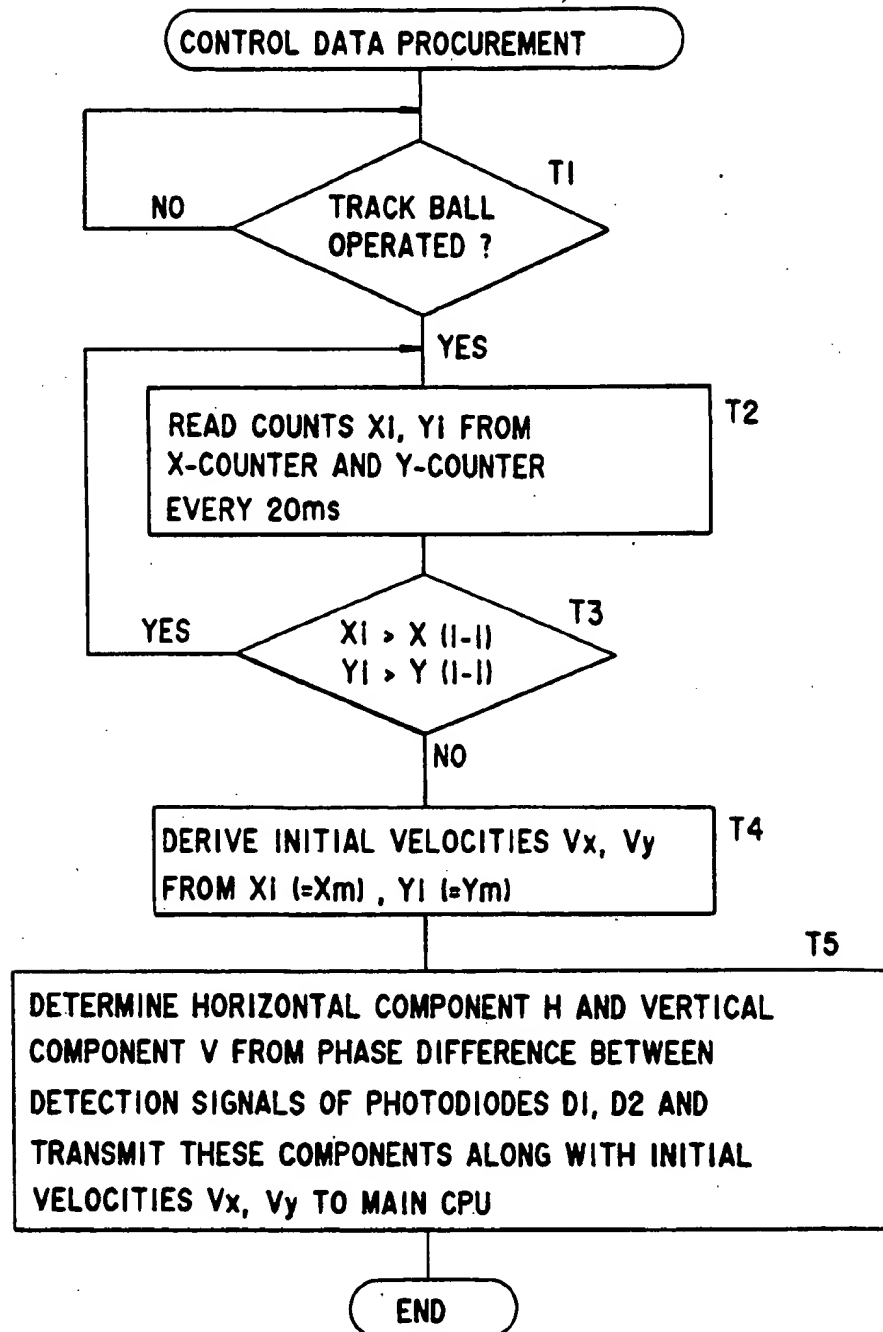 CONTROL DATA PROCUREMENT
T1
NO
TRACK BALL
OPERATED ?
YES
T2
READ COUNTS Xi, Yi FROM
X-COUNTER AND Y-COUNTER
EVERY 20ms
T3
YES
Xi > X (i-1)
Yi > Y (i-1)
NO
T4
DERIVE INITIAL VELOCITIES Vx, Vy
FROM Xi (=Xm) , Yi (=Ym)
T5
DETERMINE HORIZONTAL COMPONENT H AND VERTICAL
COMPONENT V FROM PHASE DIFFERENCE BETWEEN
DETECTION SIGNALS OF PHOTODIODES D1, D2 AND
TRANSMIT THESE COMPONENTS ALONG WITH INITIAL
VELOCITIES Vx, Vy TO MAIN CPU
END